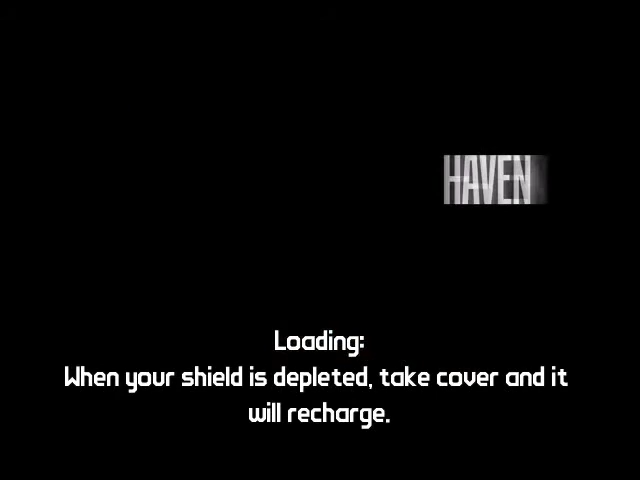 HAVEN
Loading:
When your shield is depleted, take cover and it
will recharge.